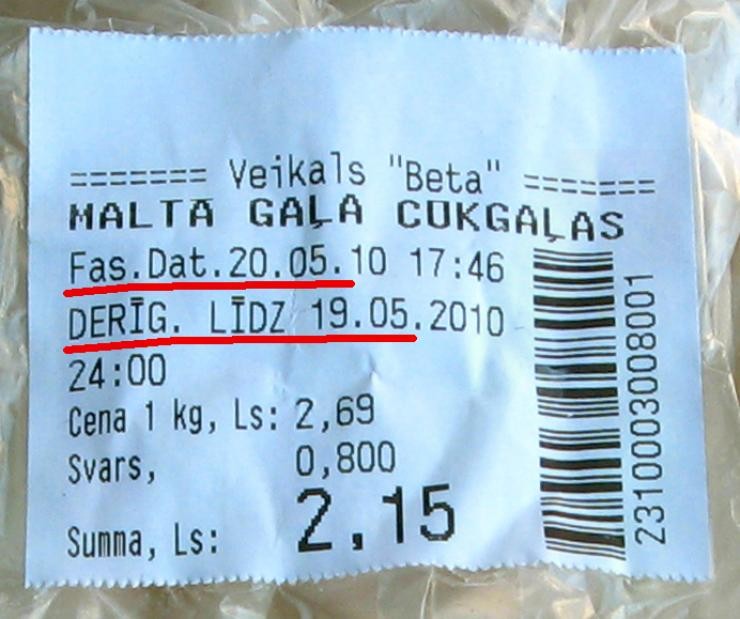 ======= Veikals "Beta" =======
MALTA GAĻA CŪKGAĻAS
Fas.Dat.20.05.10 17:46
DERĪG. LĪDZ 19.05.2010
24:00
Cena 1 kg, Ls: 2,69
Svars, 0,800
Summa, Ls: 2,15
2310003008001